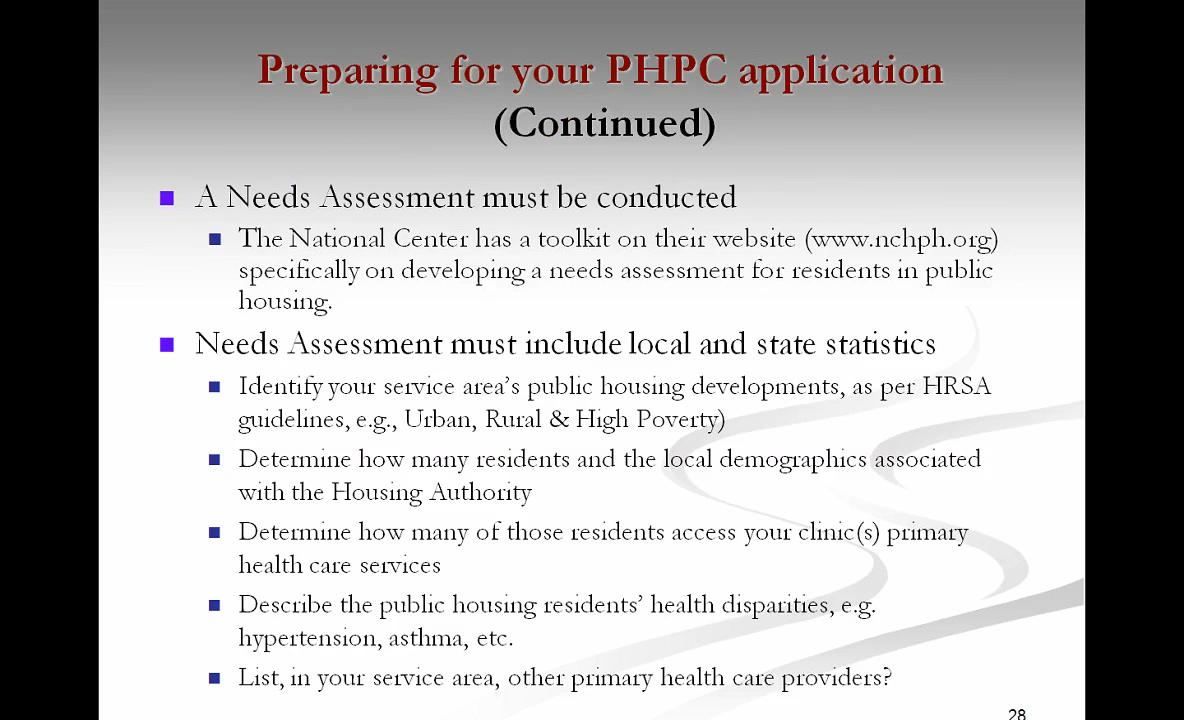 Preparing for your PHPC application
(Continued)
A Needs Assessment must be conducted
The National Center has a toolkit on their website (www.nchph.org)
specifically on developing a needs assessment for residents in public
housing.
Needs Assessment must include local and state statistics
Identify your service area's public housing developments, as per HRSA
guidelines, e.g., Urban, Rural & High Poverty)
Determine how many residents and the local demographics associated
with the Housing Authority
Determine how many of those residents access your clinic(s) primary
health care services
Describe the public housing residents' health disparities, e.g.
hypertension, asthma, etc.
List, in your service area, other primary health care providers?
28